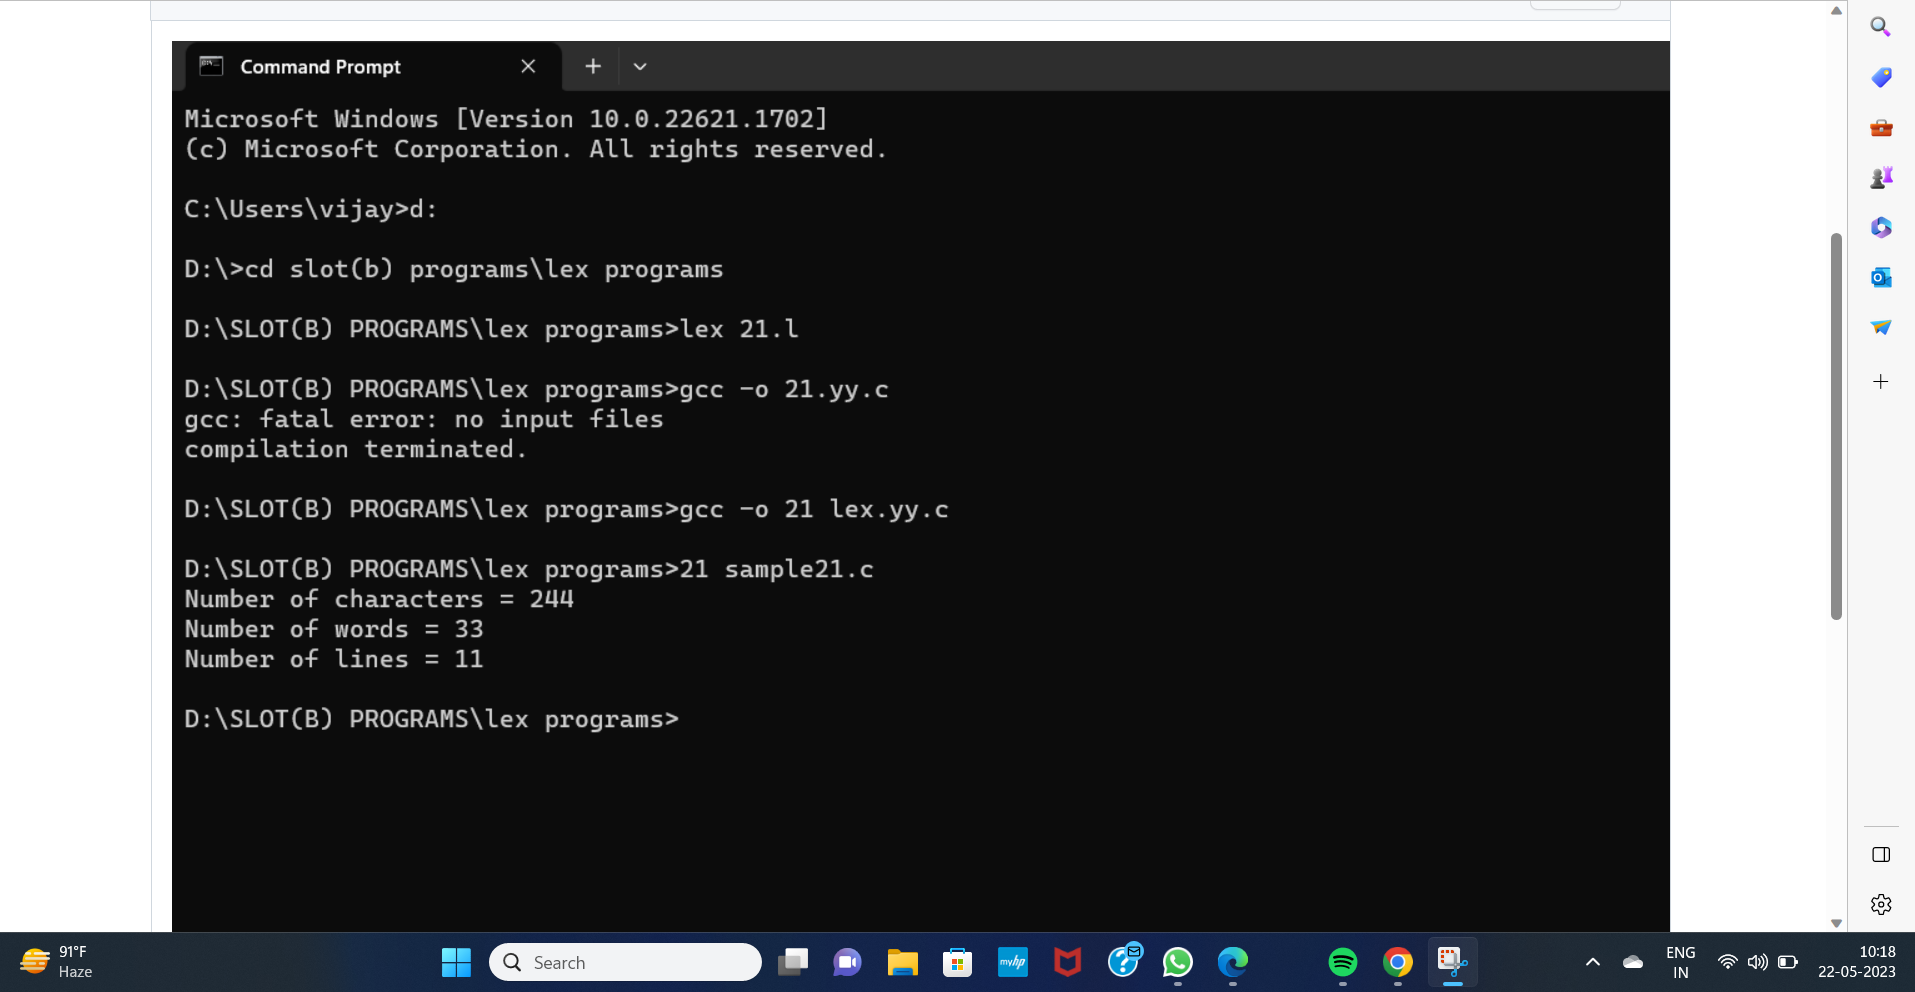 Command Prompt
Microsoft Windows [Version 10.0.22621.1702]
(c) Microsoft Corporation. All rights reserved.
C:\Users\vijay>d:
D:\>cd slot(b) programs\lex programs
D:\SLOT(B) PROGRAMS\lex programs>lex 21.l
D:\SLOT(B) PROGRAMS\lex programs>gcc -o 21.yy.c
gcc: fatal error: no input files
compilation terminated.
D:\SLOT(B) PROGRAMS\lex programs>gcc -o 21 lex.yy.c
D:\SLOT(B) PROGRAMS\lex programs>21 sample21.c
Number of characters = 244
Number of words = 33
Number of lines = 11
D:\SLOT(B) PROGRAMS\lex programs>
91°F
Haze
Search
myhp
ENG
IN
10:18
22-05-2023